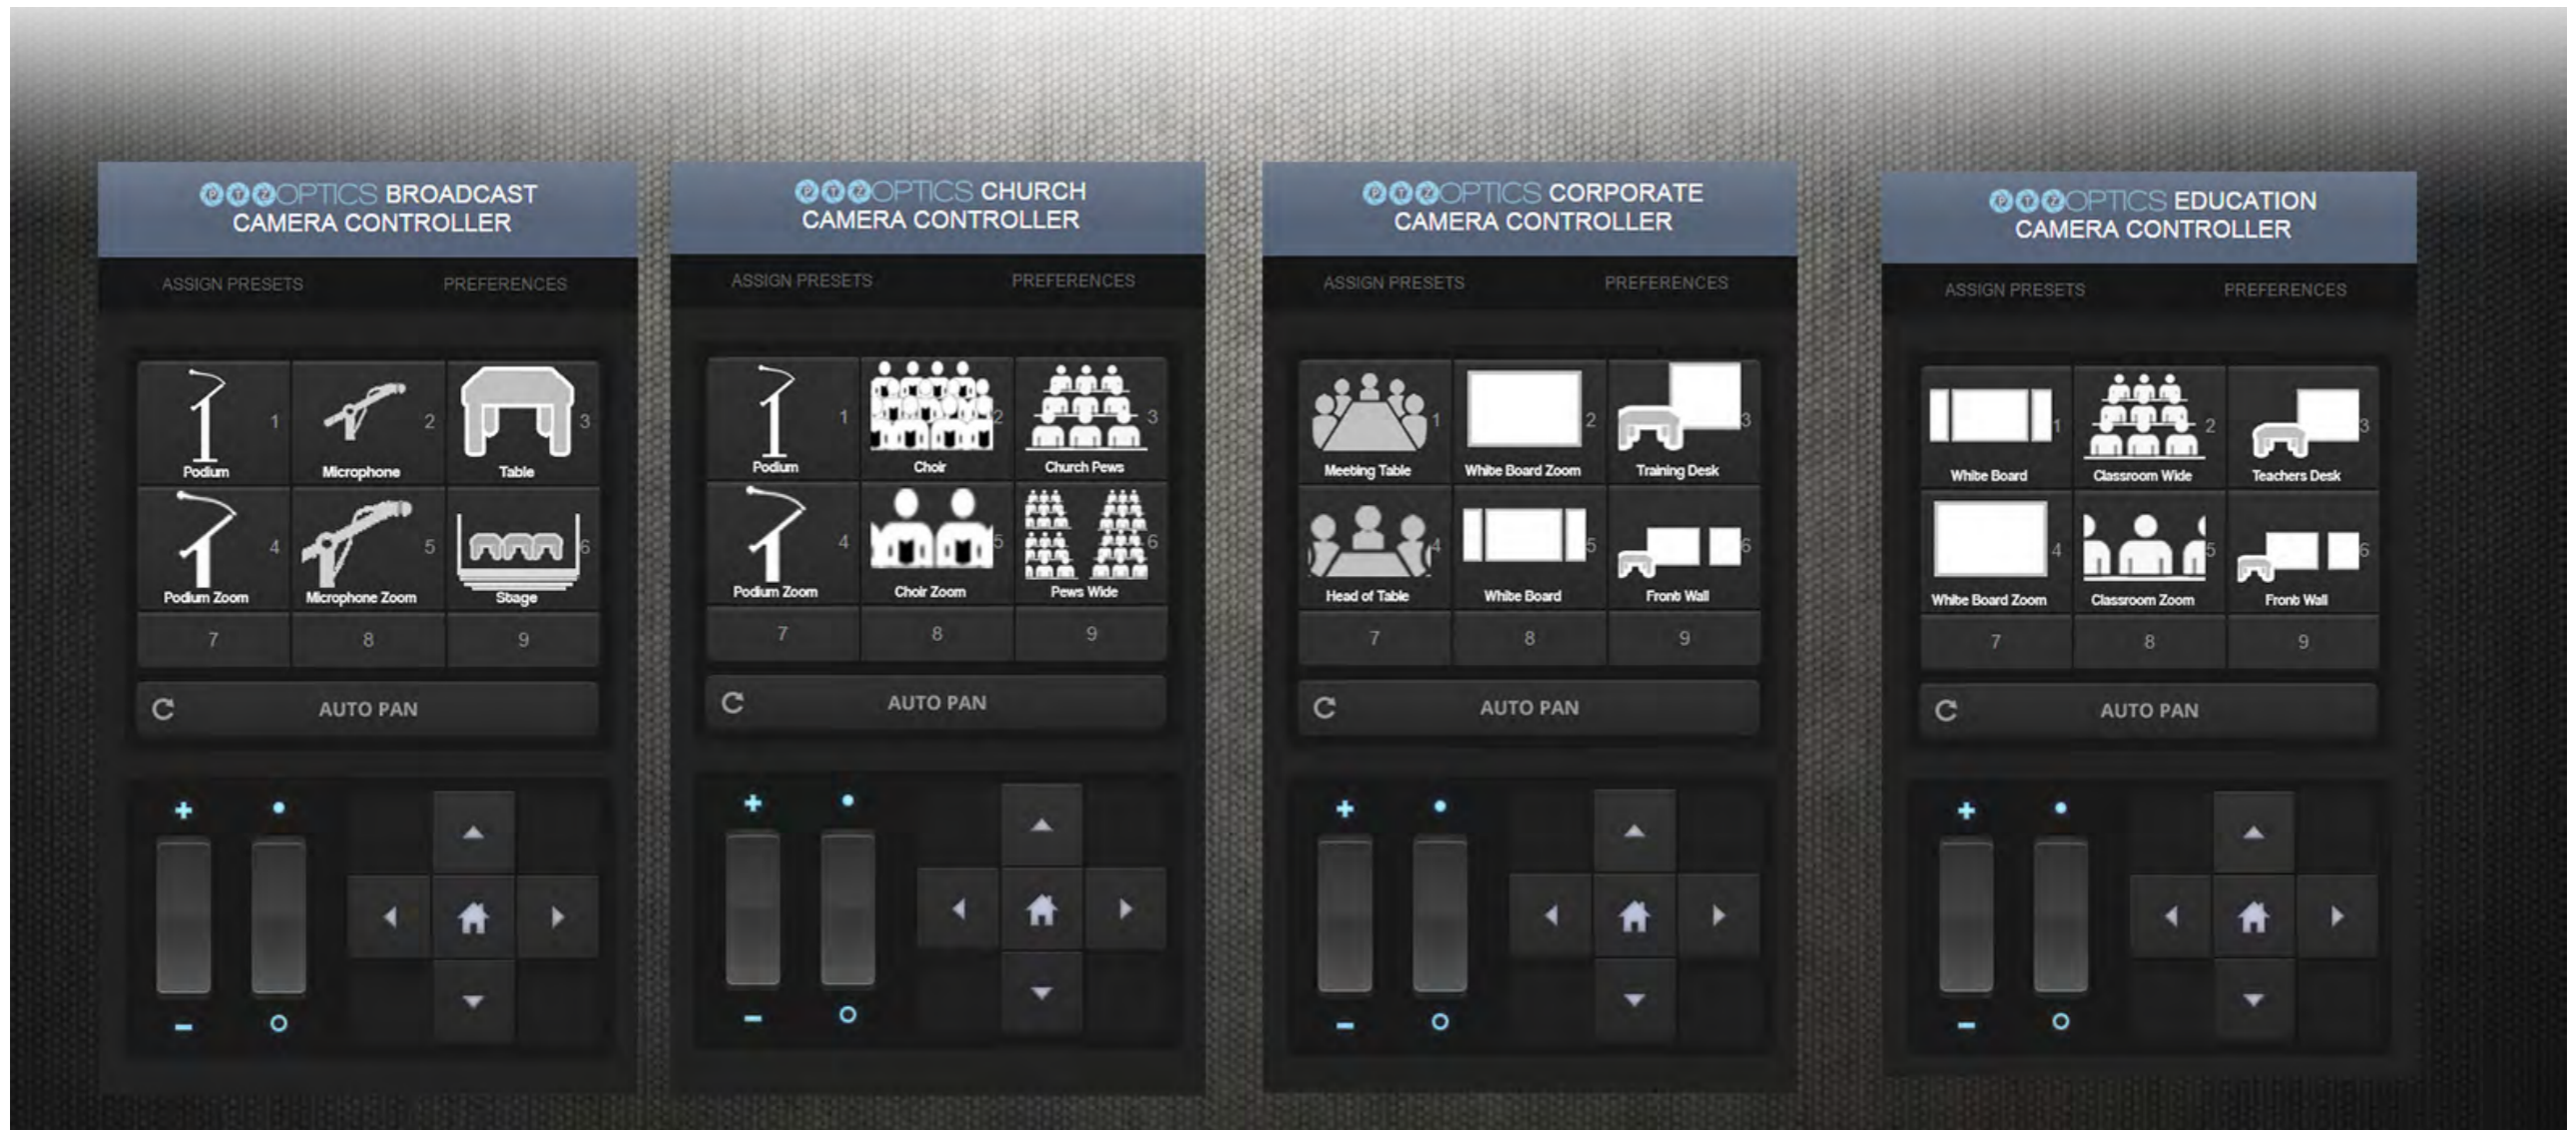 PTZOPTICS BROADCAST
CAMERA CONTROLLER
ASSIGN PRESETS PREFERENCES
1 2 3
Podium Microphone Table
4 5 6
Podium Zoom Microphone Zoom Stage
7 8 9
AUTO PAN
PTZOPTICS CHURCH
CAMERA CONTROLLER
ASSIGN PRESETS PREFERENCES
1 2 3
Podium Choir Church Pews
4 5 6
Podium Zoom Choir Zoom Pews Wide
7 8 9
AUTO PAN
PTZOPTICS CORPORATE
CAMERA CONTROLLER
ASSIGN PRESETS PREFERENCES
1 2 3
Meeting Table White Board Zoom Training Desk
4 5 6
Head of Table White Board Front Wall
7 8 9
AUTO PAN
PTZOPTICS EDUCATION
CAMERA CONTROLLER
ASSIGN PRESETS PREFERENCES
1 2 3
White Board Classroom Wide Teachers Desk
4 5 6
White Board Zoom Classroom Zoom Front Wall
7 8 9
AUTO PAN